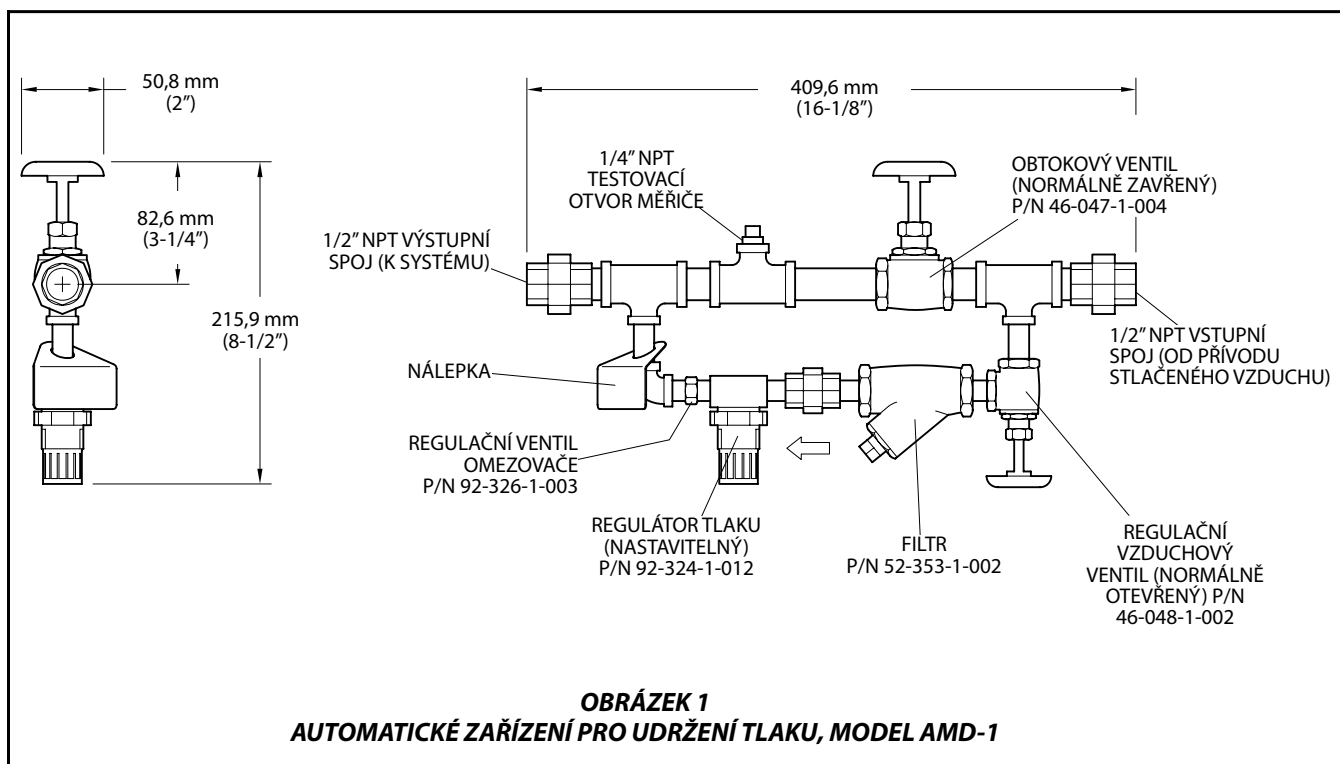 50,8 mm
(2”)
82,6 mm
(3-1/4”)
215,9 mm
(8-1/2”)
409,6 mm
(16-1/8”)
1/4” NPT
TESTOVACÍ
OTVOR MĚŘIČE
OBTOKOVÝ VENTIL
(NORMÁLNĚ ZAVŘENÝ)
P/N 46-047-1-004
1/2” NPT VÝSTUPNÍ
SPOJ (K SYSTÉMU)
1/2” NPT VSTUPNÍ
SPOJ (OD PŘÍVODU
STLAČENÉHO VZDUCHU)
NÁLEPKA
REGULAČNÍ VENTIL
OMEZOVAČE
P/N 92-326-1-003
REGULÁTOR TLAKU
(NASTAVITELNÝ)
P/N 92-324-1-012
FILTR
P/N 52-353-1-002
REGULAČNÍ
VZDUCHOVÝ
VENTIL (NORMÁLNĚ
OTEVŘENÝ) P/N
46-048-1-002
OBRÁZEK 1
AUTOMATICKÉ ZAŘÍZENÍ PRO UDRŽENÍ TLAKU, MODEL AMD-1